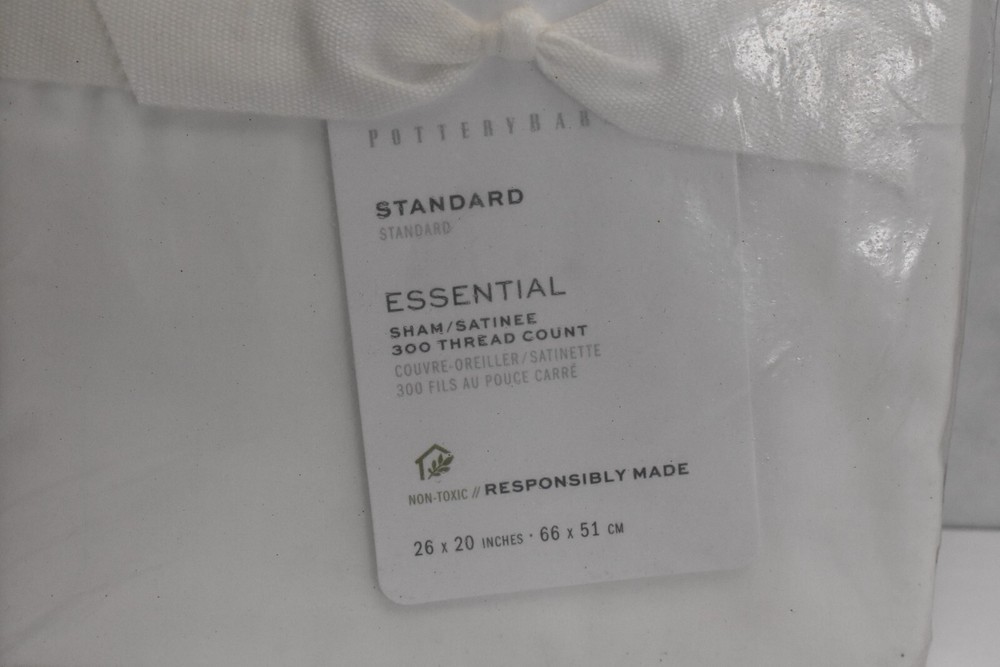 POTTERYBAR
STANDARD
STANDARD
ESSENTIAL
SHAM/SATINEE
300 THREAD COUNT
COUVRE-OREILLER/SATINETTE
300 FILS AU POUCE CARRÉ
NON-TOXIC // RESPONSIBLY MADE
26 x 20 INCHES · 66 x 51 CM